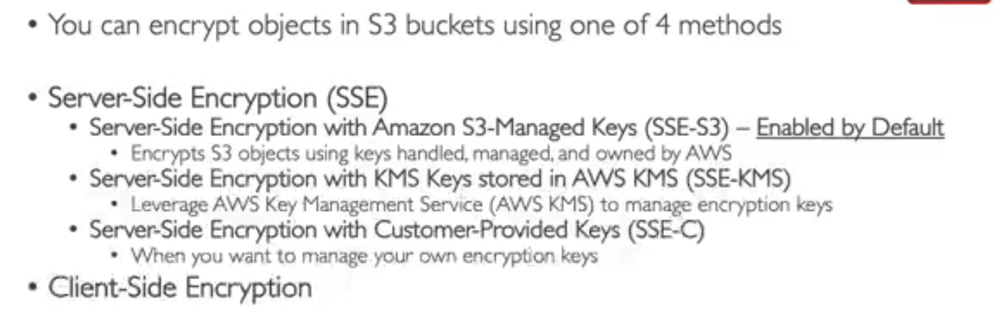 • You can encrypt objects in S3 buckets using one of 4 methods
• Server-Side Encryption (SSE)
• Server-Side Encryption with Amazon S3-Managed Keys (SSE-S3) – Enabled by Default
• Encrypts S3 objects using keys handled, managed, and owned by AWS
• Server-Side Encryption with KMS Keys stored in AWS KMS (SSE-KMS)
• Leverage AWS Key Management Service (AWS KMS) to manage encryption keys
• Server-Side Encryption with Customer-Provided Keys (SSE-C)
• When you want to manage your own encryption keys
• Client-Side Encryption